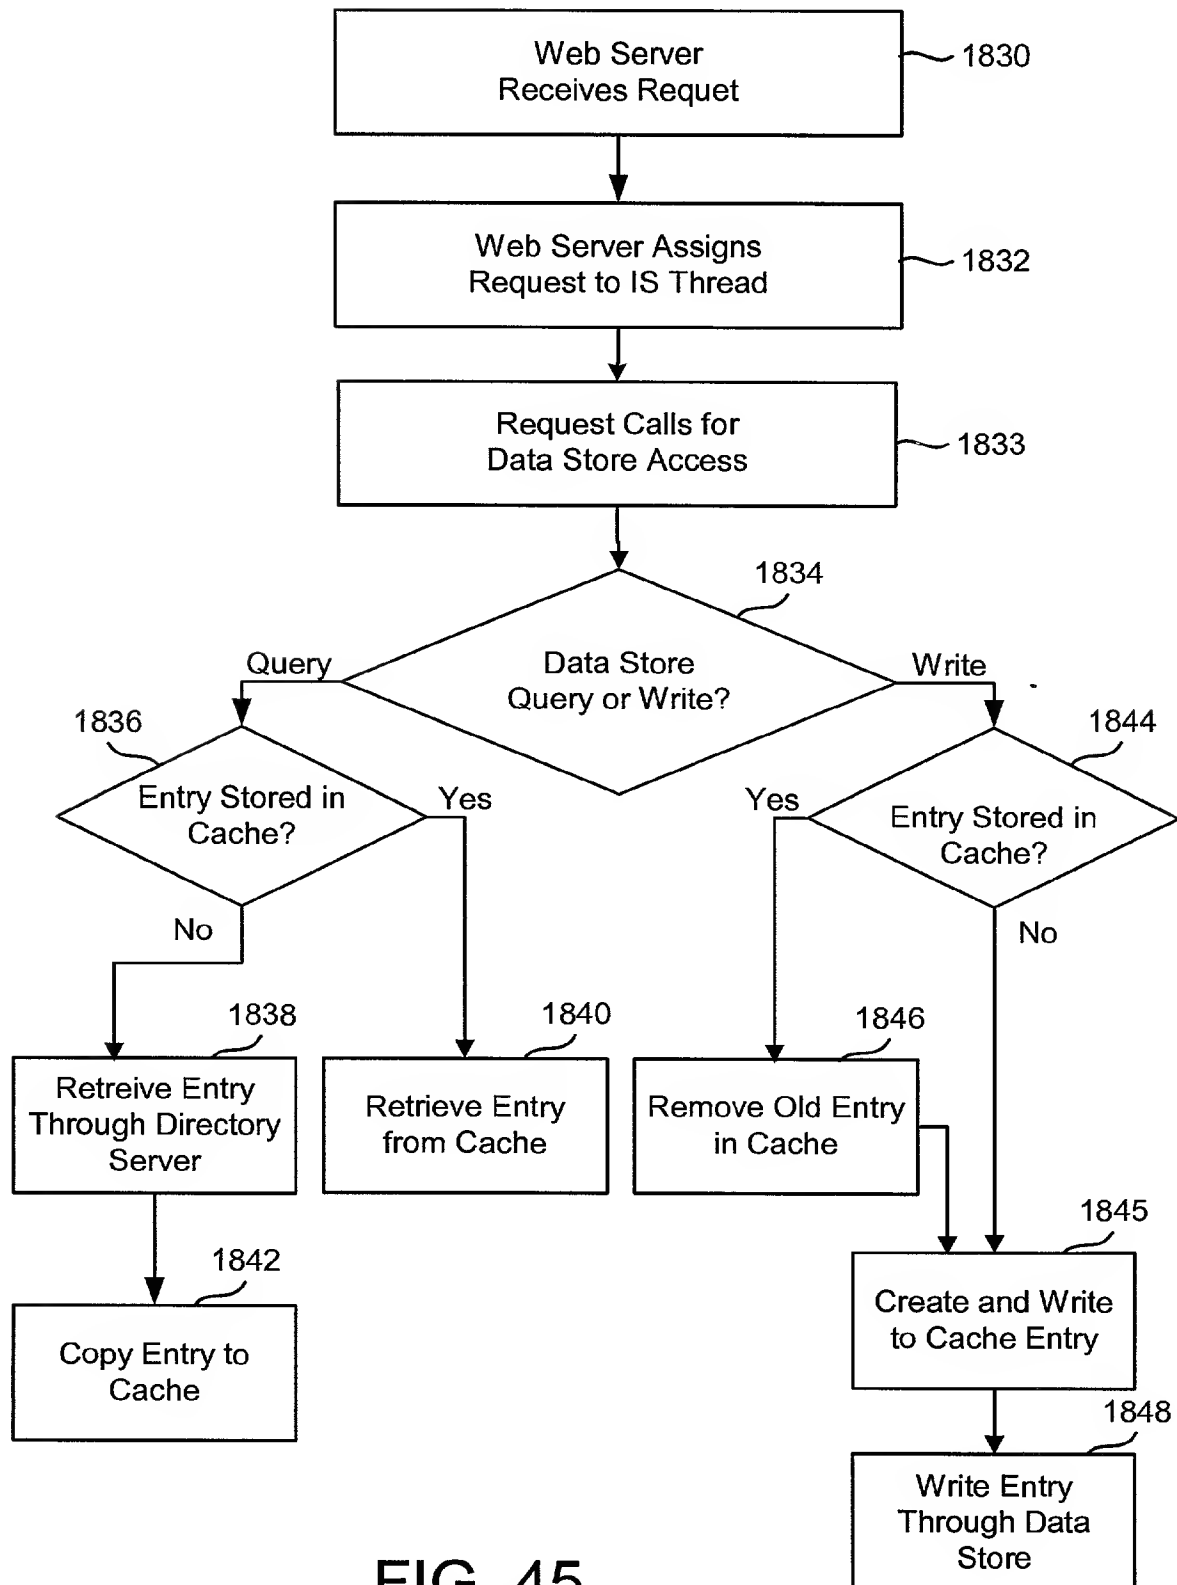 Web Server
Receives Requet
1830
Web Server Assigns
Request to IS Thread
1832
Request Calls for
Data Store Access
1833
1834
Data Store
Query or Write?
Query
Write
1836
Entry Stored in
Cache?
Yes
No
1844
Entry Stored in
Cache?
Yes
No
1838
Retreive Entry
Through Directory
Server
1840
Retrieve Entry
from Cache
1846
Remove Old Entry
in Cache
1842
Copy Entry to
Cache
1845
Create and Write
to Cache Entry
1848
Write Entry
Through Data
Store
FIG. 45